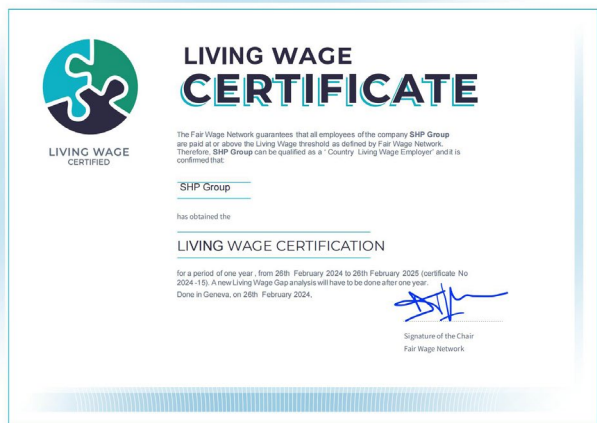 LIVING WAGE
CERTIFICATE
LIVING WAGE
CERTIFIED
The Fair Wage Network guarantees that all employees of the company SHP Group
are paid at or above the Living Wage threshold as defined by Fair Wage Network.
Therefore, SHP Group can be qualified as a ' Country Living Wage Employer' and it is
confirmed that:
SHP Group
has obtained the
LIVING WAGE CERTIFICATION
for a period of one year , from 26th February 2024 to 26th February 2025 (certificate No
2024 -15). A new Living Wage Gap analysis will have to be done after one year.
Done in Geneva, on 26th February 2024,
Signature of the Chair
Fair Wage Network